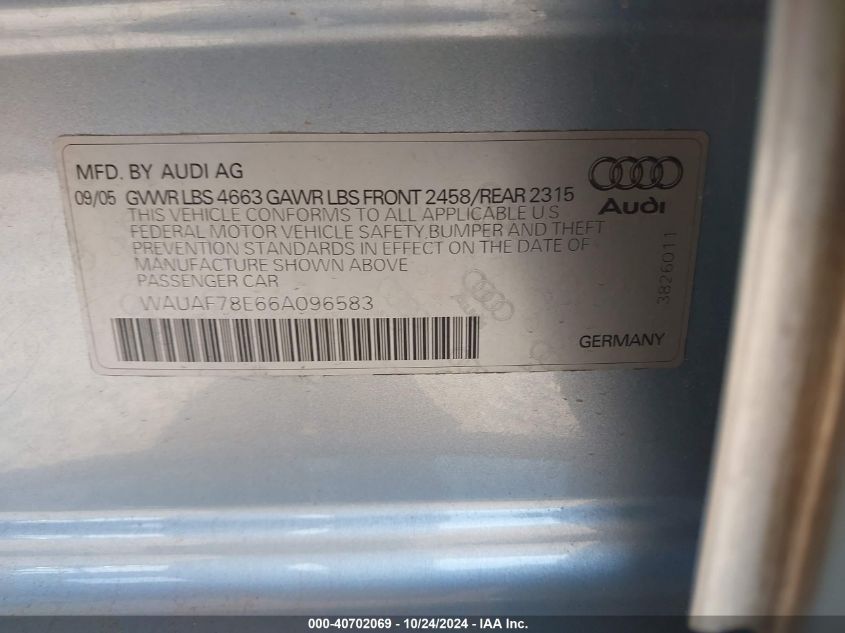 MFD. BY AUDI AG
09/05 GVWR LBS 4663 GAWR LBS FRONT 2458/REAR 2315
THIS VEHICLE CONFORMS TO ALL APPLICABLE U S
FEDERAL MOTOR VEHICLE SAFETY,BUMPER AND THEFT
PREVENTION STANDARDS IN EFFECT ON THE DATE OF
MANUFACTURE SHOWN ABOVE
PASSENGER CAR
WAUAF78E66A096583
Audi
3826011
GERMANY
000-40702069 - 10/24/2024 - IAA Inc.